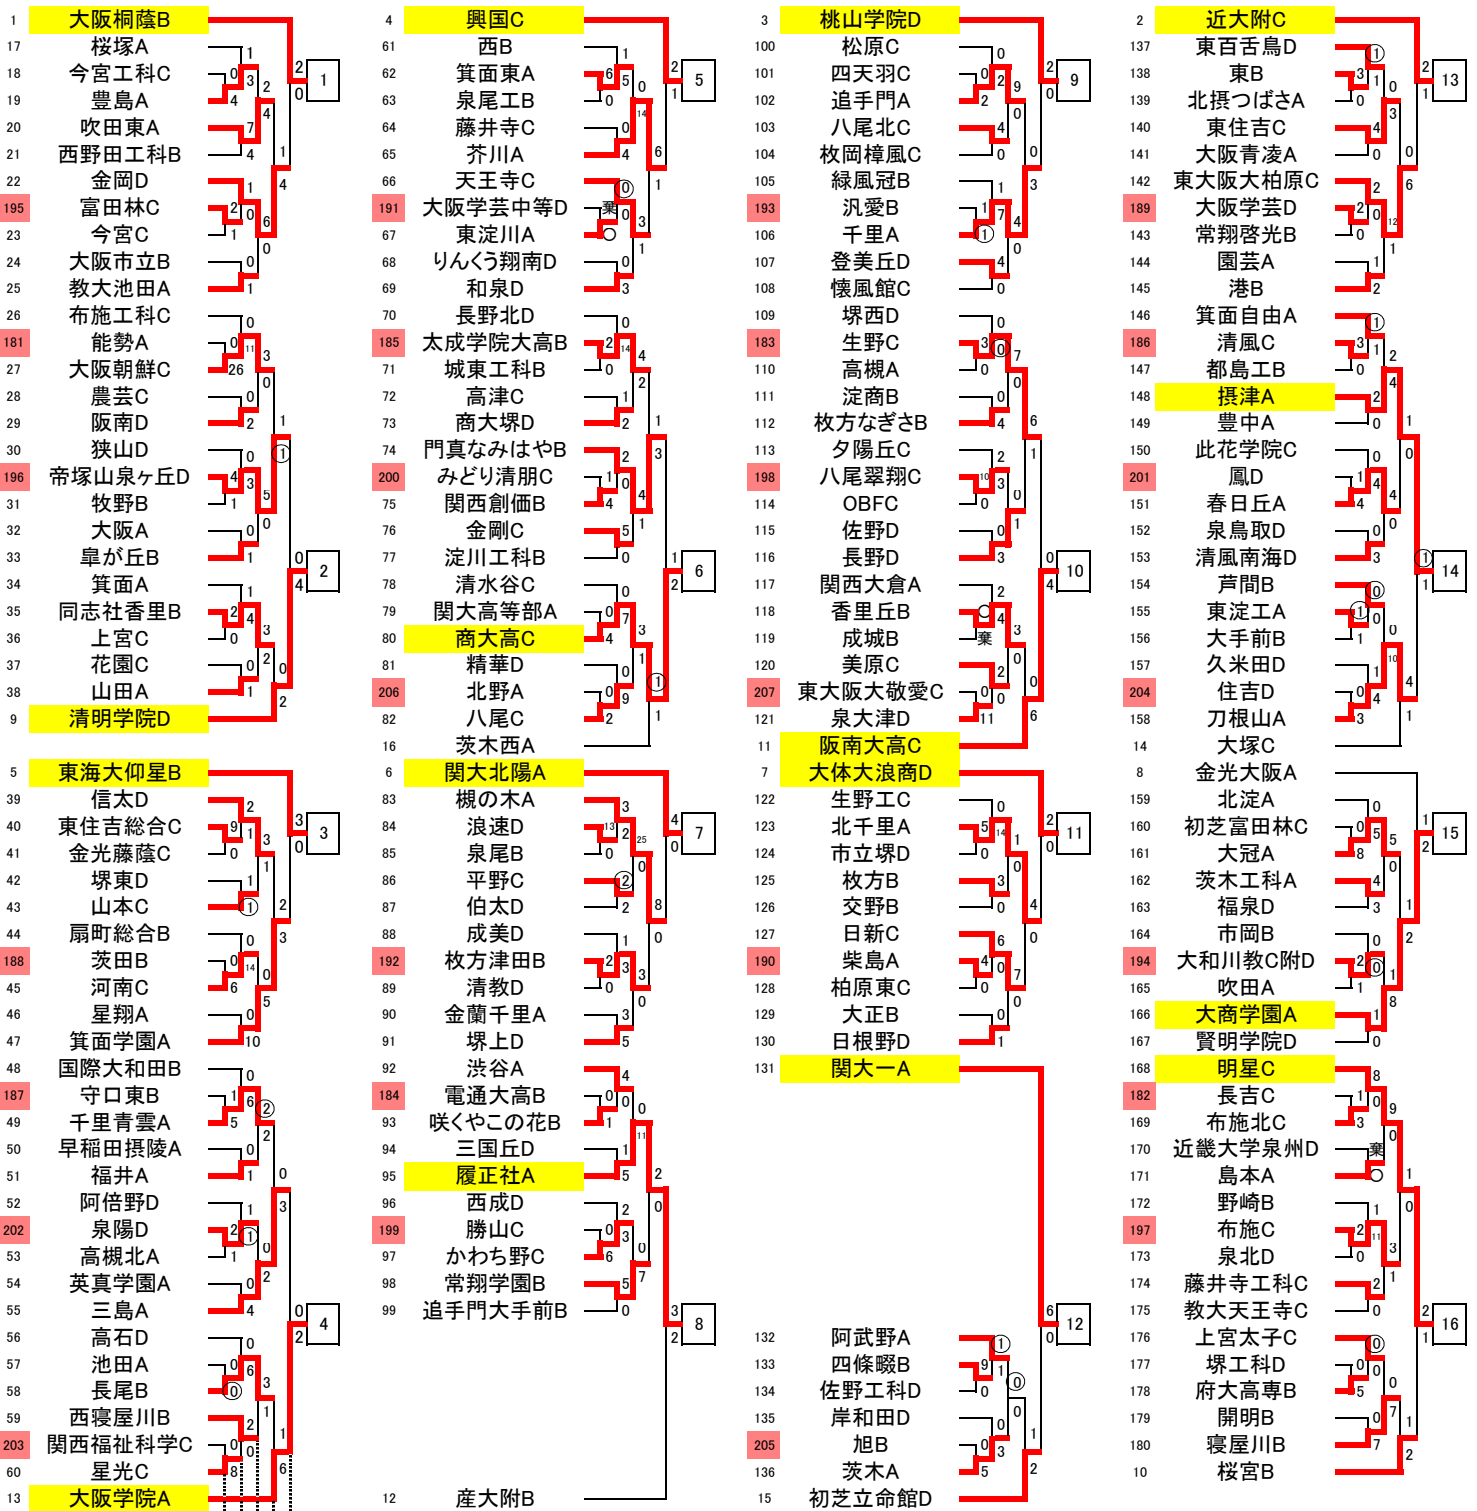 1 大阪桐蔭B
17 桜塚A
18 今宮工科C
19 豊島A
20 吹田東A
21 西野田工科B
22 金岡D
195 富田林C
23 今宮C
24 大阪市立B
25 教大池田A
26 布施工科C
181 能勢A
27 大阪朝鮮C
28 農芸C
29 阪南D
30 狭山D
196 帝塚山泉ヶ丘D
31 牧野B
32 大阪A
33 皐が丘B
34 箕面A
35 同志社香里B
36 上宮C
37 花園C
38 山田A
9 清明学院D
5 東海大仰星B
39 信太D
40 東住吉総合C
41 金光藤蔭C
42 堺東D
43 山本C
44 扇町総合B
188 茨田B
45 河南C
46 星翔A
47 箕面学園A
48 国際大和田B
187 守口東B
49 千里青雲A
50 早稲田摂陵A
51 福井A
52 阿倍野D
202 泉陽D
53 高槻北A
54 英真学園A
55 三島A
56 高石D
57 池田A
58 長尾B
59 西寝屋川B
203 関西福祉科学C
60 星光C
13 大阪学院A
4 興国C
61 西B
62 箕面東A
63 泉尾工B
64 藤井寺C
65 芥川A
66 天王寺C
191 大阪学芸中等D
67 東淀川A
68 りんくう翔南D
69 和泉D
70 長野北D
185 太成学院大高B
71 城東工科B
72 高津C
73 商大堺D
74 門真なみはやB
200 みどり清朋C
75 関西創価B
76 金剛C
77 淀川工科B
78 清水谷C
79 関大高等部A
80 商大高C
81 精華D
206 北野A
82 八尾C
16 茨木西A
6 関大北陽A
83 槻の木A
84 浪速D
85 泉尾B
86 平野C
87 伯太D
88 成美D
192 枚方津田B
89 清教D
90 金蘭千里A
91 堺上D
92 渋谷A
184 電通大高B
93 咲くやこの花B
94 三国丘D
95 履正社A
96 西成D
199 勝山C
97 かわち野C
98 常翔学園B
99 追手門大手前B
12 産大附B
3 桃山学院D
100 松原C
101 四天羽C
102 追手門A
103 八尾北C
104 枚岡樟風C
105 緑風冠B
193 汎愛B
106 千里A
107 登美丘D
108 懐風館C
109 堺西D
183 生野C
110 高槻A
111 淀商B
112 枚方なぎさB
113 夕陽丘C
198 八尾翠翔C
114 OBFC
115 佐野D
116 長野D
117 関西大倉A
118 香里丘B
119 成城B
120 美原C
207 東大阪大敬愛C
121 泉大津D
11 阪南大高C
7 大体大浪商D
122 生野工C
123 北千里A
124 市立堺D
125 枚方B
126 交野B
127 日新C
190 柴島A
128 柏原東C
129 大正B
130 日根野D
131 関大一A
132 阿武野A
133 四條畷B
134 佐野工科D
135 岸和田D
205 旭B
136 茨木A
15 初芝立命館D
2 近大附C
137 東百舌鳥D
138 東B
139 北摂つばさA
140 東住吉C
141 大阪青凌A
142 東大阪大柏原C
189 大阪学芸D
143 常翔啓光B
144 園芸A
145 港B
146 箕面自由A
186 清風C
147 都島工B
148 摂津A
149 豊中A
150 此花学院C
201 鳳D
151 春日丘A
152 泉鳥取D
153 清風南海D
154 芦間B
155 東淀工A
156 大手前B
157 久米田D
204 住吉D
158 刀根山A
14 大塚C
8 金光大阪A
159 北淀A
160 初芝富田林C
161 大冠A
162 茨木工科A
163 福泉D
164 市岡B
194 大和川教C附D
165 吹田A
166 大商学園A
167 賢明学院D
168 明星C
182 長吉C
169 布施北C
170 近畿大学泉州D
171 島本A
172 野崎B
197 布施C
173 泉北D
174 藤井寺工科C
175 教大天王寺C
176 上宮太子C
177 堺工科D
178 府大高専B
179 開明B
180 寝屋川B
10 桜宮B